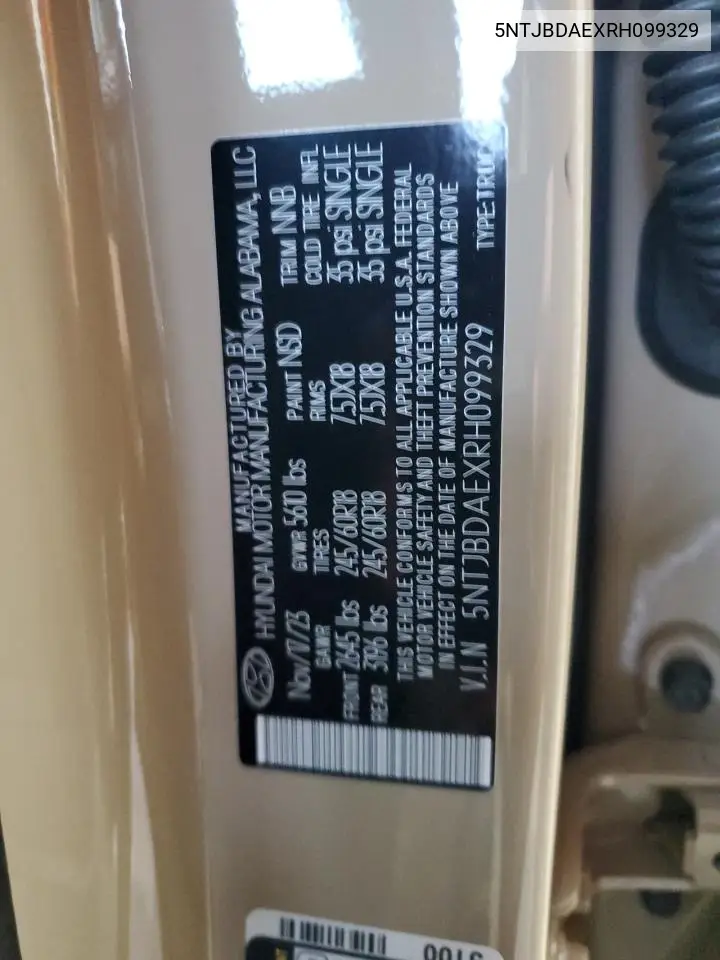 5NTJBDAEXRH099329
MANUFACTURED BY
HYUNDAI MOTOR MANUFACTURING ALABAMA, LLC
Nov/17/23 GVWR 5610 lbs PAINT NSD TRIM NNB
GAWR TIRES RIMS COLD TIRE INFL
FRONT 2645 lbs 245/60R18 7.5JX18 35 psi SINGLE
REAR 3196 lbs 245/60R18 7.5JX18 35 psi SINGLE
THIS VEHICLE CONFORMS TO ALL APPLICABLE U.S.A. FEDERAL
MOTOR VEHICLE SAFETY AND THEFT PREVENTION STANDARDS
IN EFFECT ON THE DATE OF MANUFACTURE SHOWN ABOVE
V.I.N 5NTJBDAEXRH099329 TYPE:TRUCK